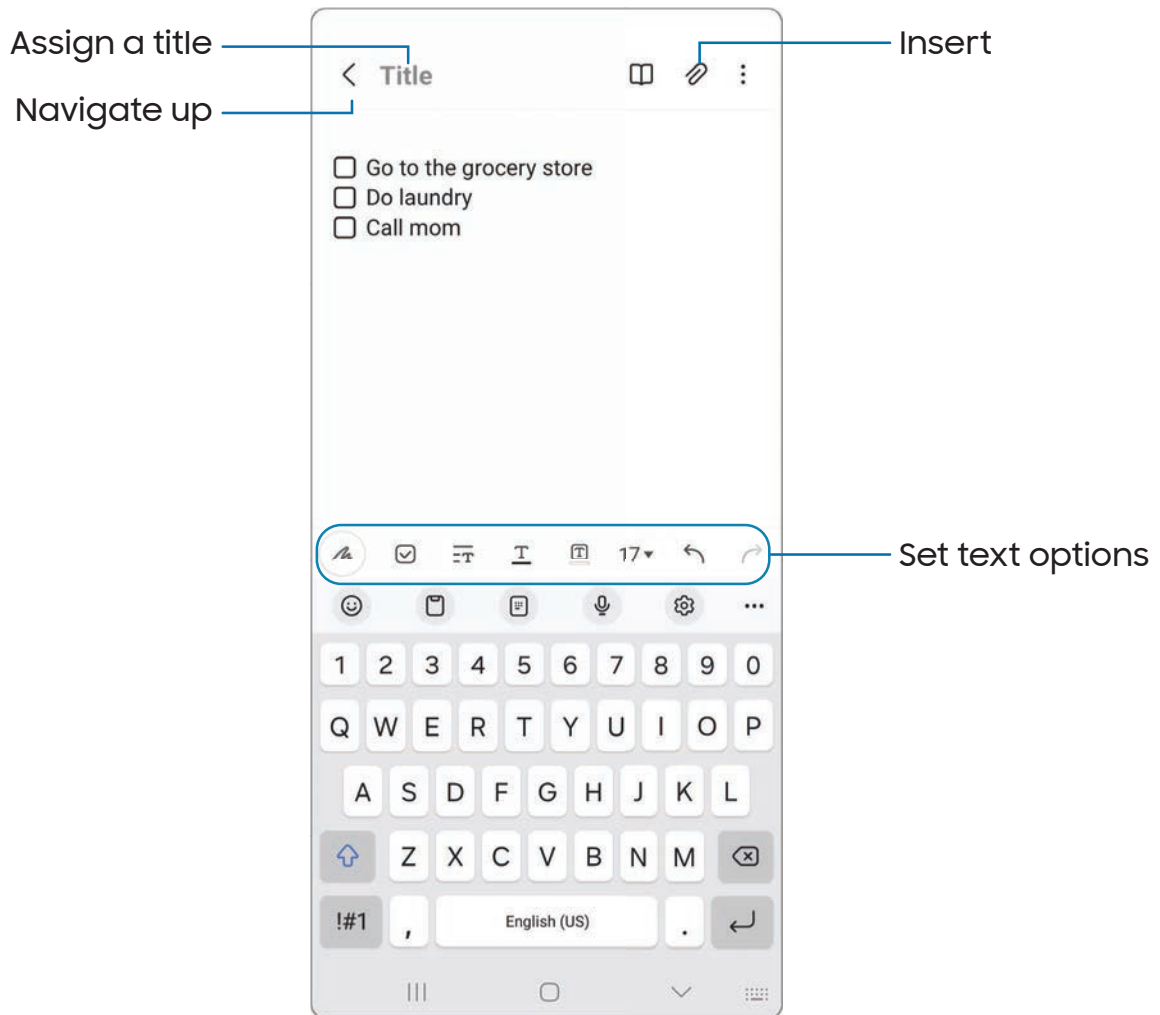 Assign a title
Insert
Title
Navigate up
Go to the grocery store
Do laundry
Call mom
T T T 17
Set text options
1 2 3 4 5 6 7 8 9 0
Q W E R T Y U I O P
A S D F G H J K L
Z X C V B N M
!#1 , English (US) .